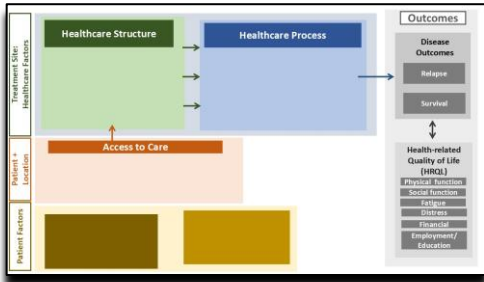 Treatment Site:
Healthcare Factors
Healthcare Structure
Healthcare Process
Outcomes
Disease
Outcomes
Relapse
Survival
Patient +
Location
Access to Care
Health-related
Quality of Life
(HRQL)
Physical function
Social function
Fatigue
Distress
Financial
Employment/
Education
Patient Factors